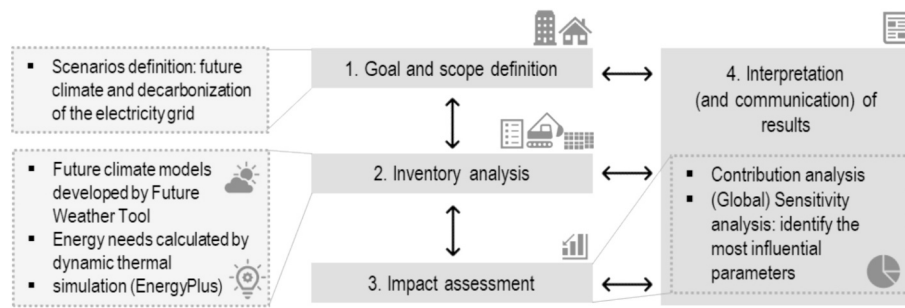 ▪ Scenarios definition: future
climate and decarbonization
of the electricity grid
▪ Future climate models
developed by Future
Weather Tool
▪ Energy needs calculated by
dynamic thermal
▪ simulation (EnergyPlus)
1. Goal and scope definition
2. Inventory analysis
3. Impact assessment
4. Interpretation
(and communication) of
results
▪ Contribution analysis
▪ (Global) Sensitivity
analysis: identify the
most influential
parameters